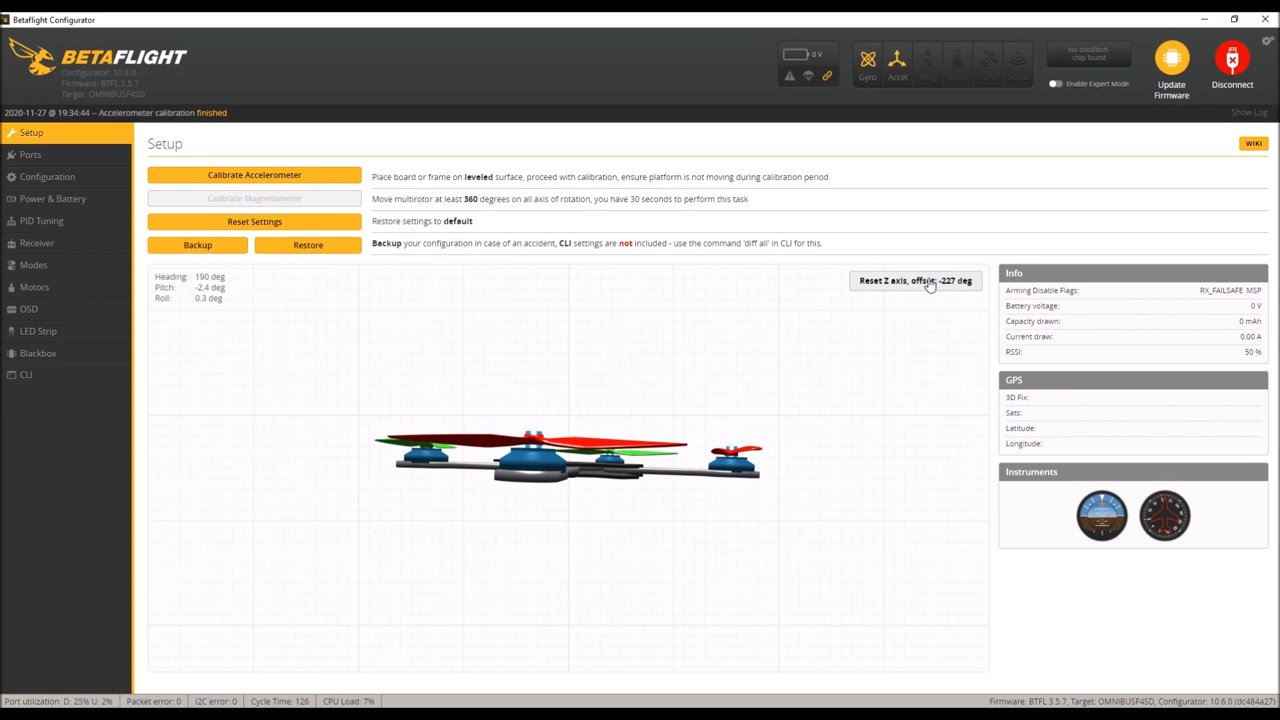 Betaflight Configurator
BETAFLIGHT
Configurator: 10.6.0
Firmware: BTFL 3.5.7
Target: OMNIBUSF4SD
0 V
Gyro
Accel
Mag
Baro
GPS
Sonar
No dataflash
chip found
Enable Expert Mode
Update
Firmware
Disconnect
2020-11-27 @ 19:34:44 -- Accelerometer calibration finished
Show Log
Setup
Ports
Configuration
Power & Battery
PID Tuning
Receiver
Modes
Motors
OSD
LED Strip
Blackbox
CLI
Setup
WIKI
Calibrate Accelerometer
Place board or frame on leveled surface, proceed with calibration, ensure platform is not moving during calibration period
Calibrate Magnetometer
Move multirotor at least 360 degrees on all axis of rotation, you have 30 seconds to perform this task
Reset Settings
Restore settings to default
Backup
Restore
Backup your configuration in case of an accident, CLI settings are not included - use the command 'diff all' in CLI for this.
Heading: 190 deg
Pitch: -2.4 deg
Roll: 0.3 deg
Reset Z axis, offset: -227 deg
Info
Arming Disable Flags: RX_FAILSAFE MSP
Battery voltage: 0 V
Capacity drawn: 0 mAh
Current draw: 0.00 A
RSSI: 50 %
GPS
3D Fix:
Sats:
Latitude:
Longitude:
Instruments
Port utilization: D: 25% U: 2%
Packet error: 0
I2C error: 0
Cycle Time: 126
CPU Load: 7%
Firmware: BTFL 3.5.7, Target: OMNIBUSF4SD, Configurator: 10.6.0 (dc484a27)